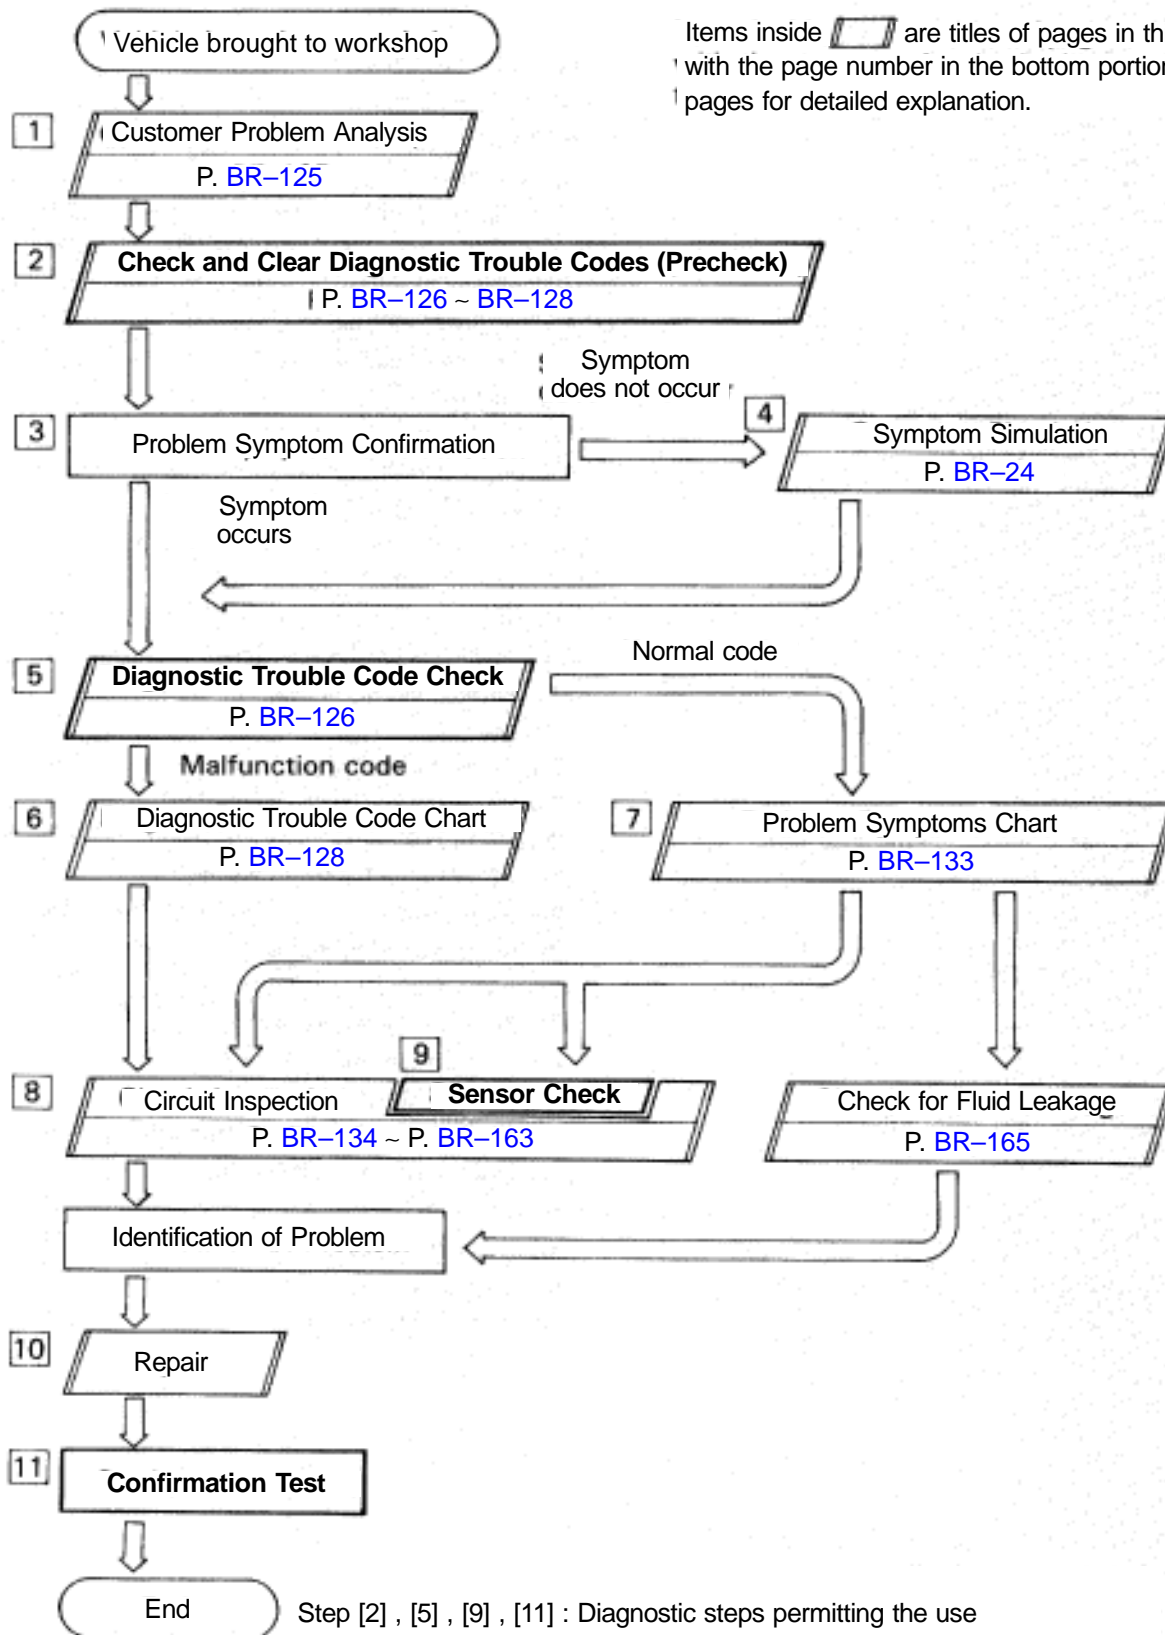 Vehicle brought to workshop
Items inside are titles of pages in th
with the page number in the bottom portion
pages for detailed explanation.
1
Customer Problem Analysis
P. BR–125
2
Check and Clear Diagnostic Trouble Codes (Precheck)
P. BR–126 ~ BR–128
Symptom
does not occur
3
Problem Symptom Confirmation
4
Symptom Simulation
P. BR–24
Symptom
occurs
5
Diagnostic Trouble Code Check
P. BR–126
Normal code
Malfunction code
6
Diagnostic Trouble Code Chart
P. BR–128
7
Problem Symptoms Chart
P. BR–133
8
Circuit Inspection
9
Sensor Check
P. BR–134 ~ P. BR–163
Check for Fluid Leakage
P. BR–165
Identification of Problem
10
Repair
11
Confirmation Test
End
Step [2] , [5] , [9] , [11] : Diagnostic steps permitting the use